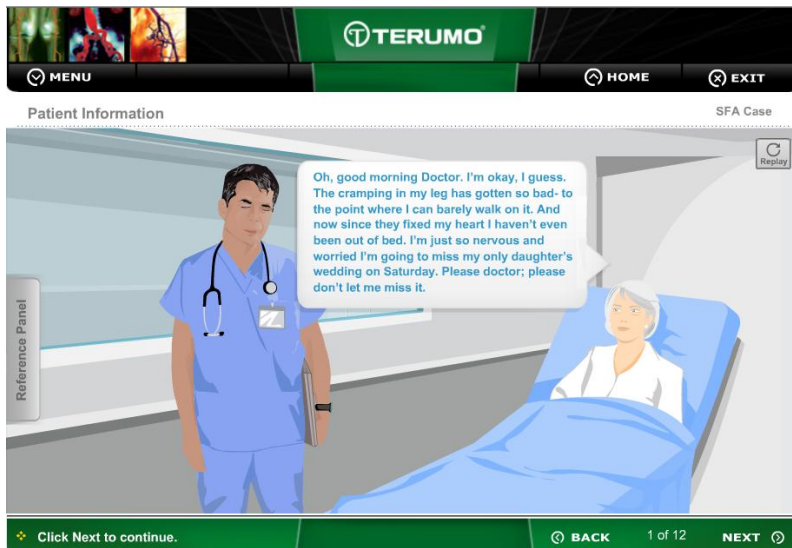 TERUMO®
MENU
HOME
EXIT
Patient Information
SFA Case
Replay
Oh, good morning Doctor. I'm okay, I guess.
The cramping in my leg has gotten so bad- to
the point where I can barely walk on it. And
now since they fixed my heart I haven't even
been out of bed. I'm just so nervous and
worried I'm going to miss my only daughter's
wedding on Saturday. Please doctor; please
don't let me miss it.
Reference Panel
Click Next to continue.
BACK
1 of 12
NEXT